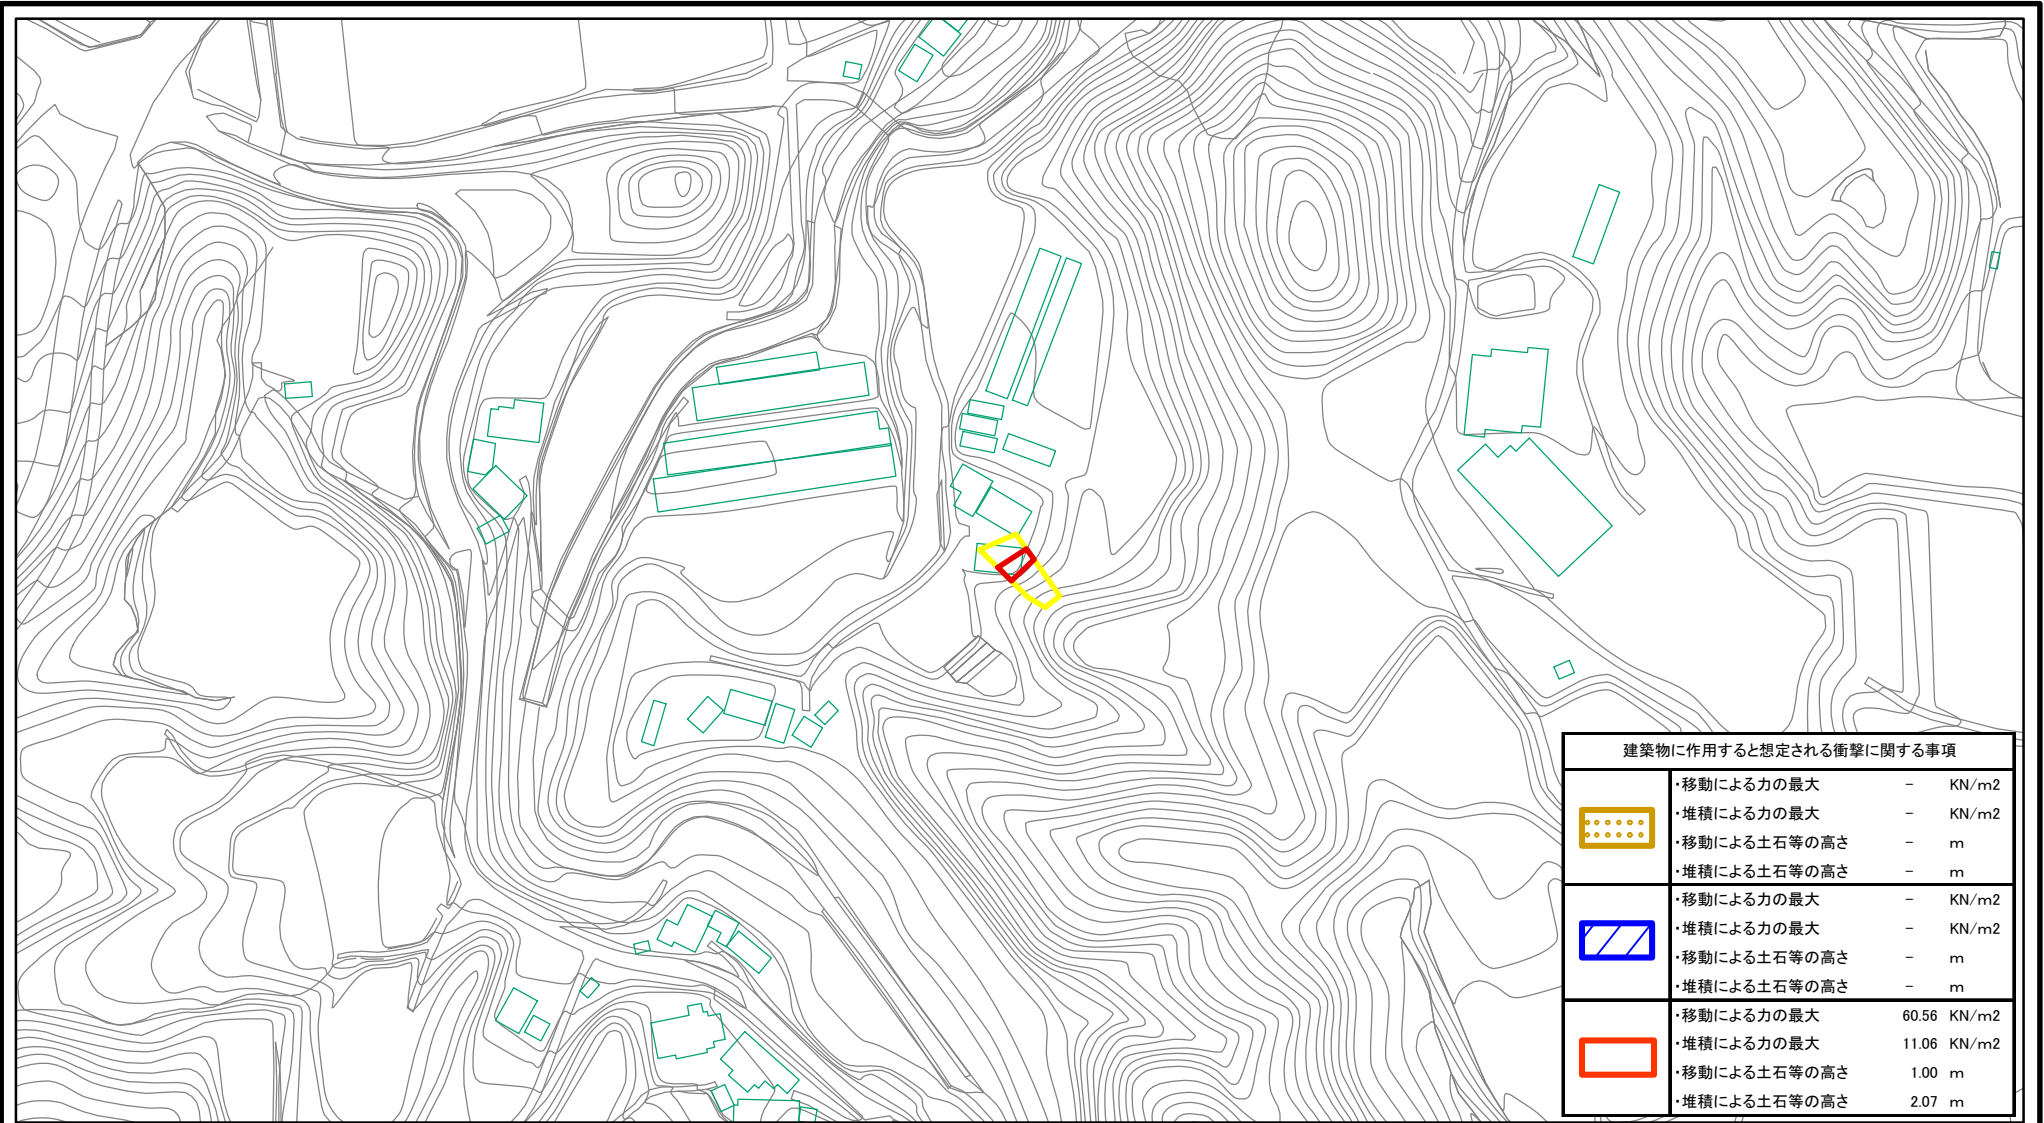 建築物に作用すると想定される衝撃に関する事項
・移動による力の最大 － KN/m2
・堆積による力の最大 － KN/m2
・移動による土石等の高さ － m
・堆積による土石等の高さ － m
・移動による力の最大 － KN/m2
・堆積による力の最大 － KN/m2
・移動による土石等の高さ － m
・堆積による土石等の高さ － m
・移動による力の最大 60.56 KN/m2
・堆積による力の最大 11.06 KN/m2
・移動による土石等の高さ 1.00 m
・堆積による土石等の高さ 2.07 m